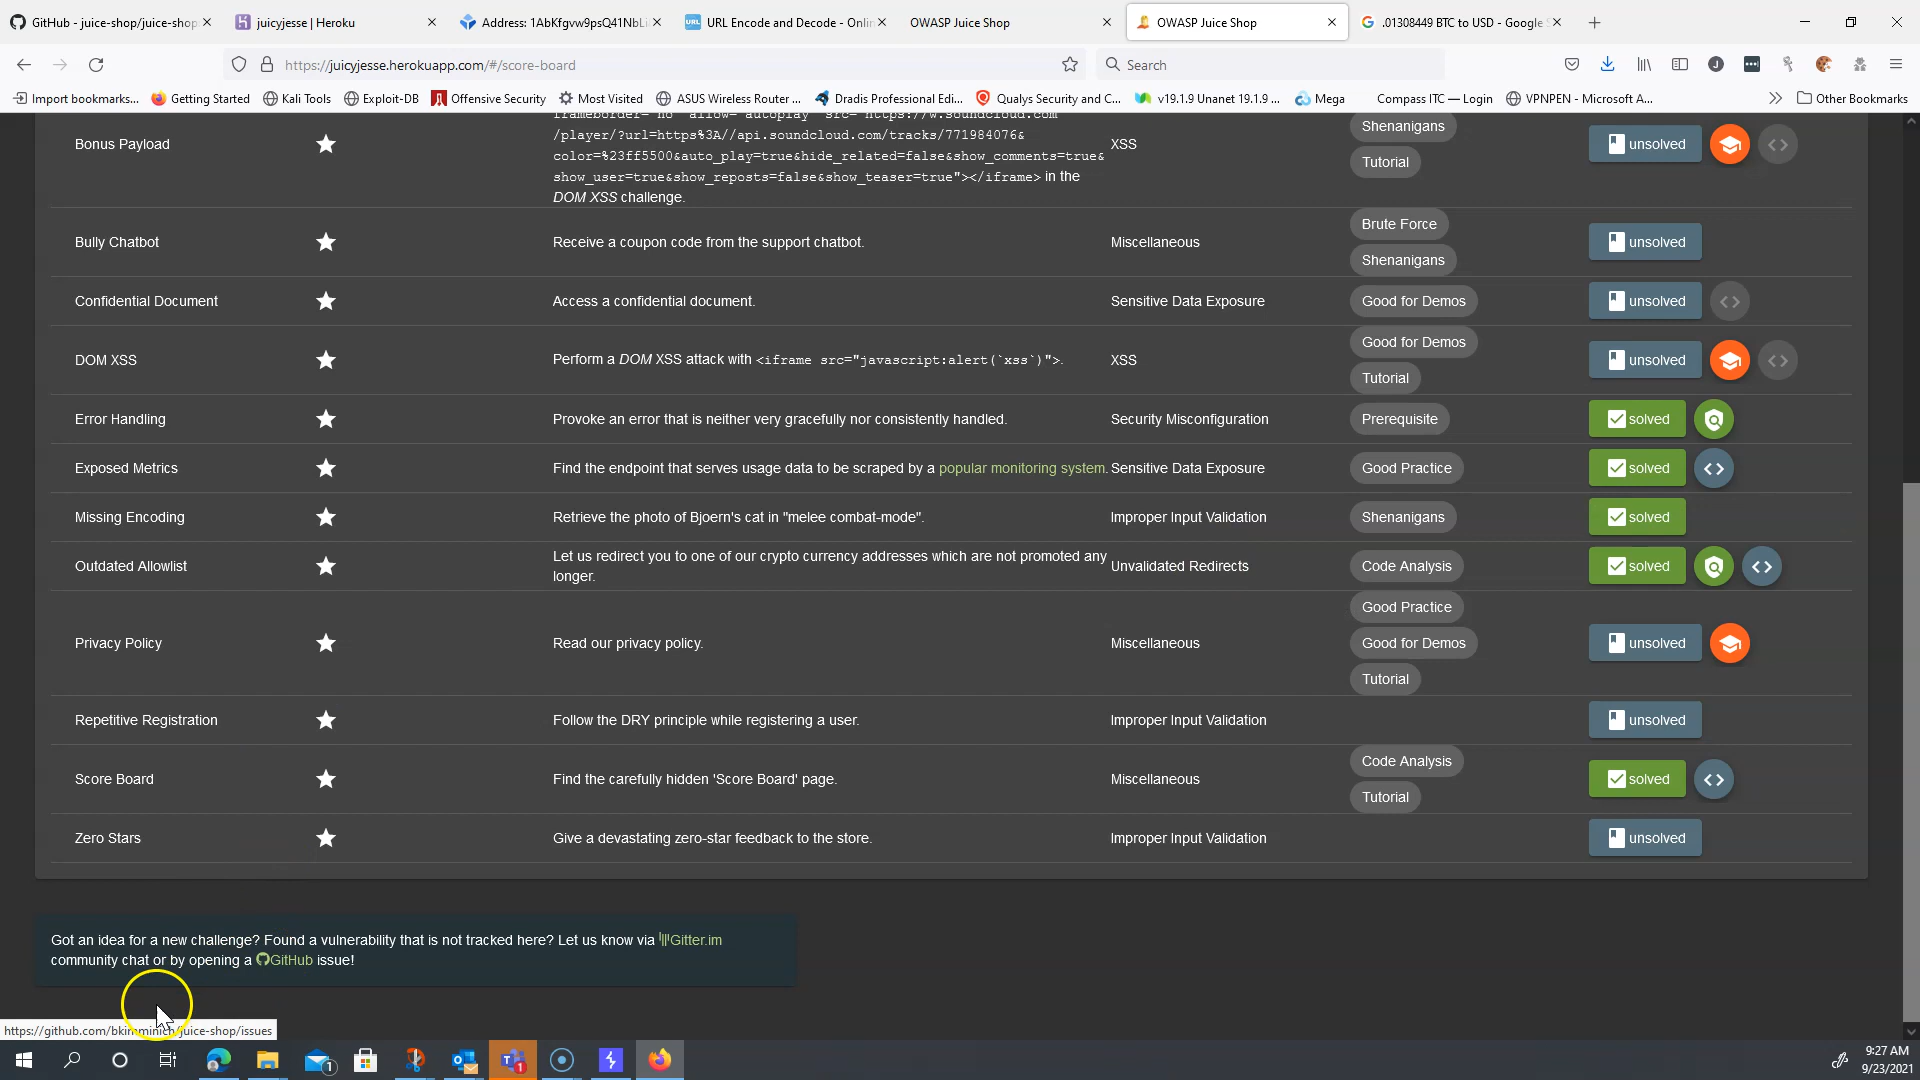 GitHub - juice-shop/juice-shop
juicyjesse | Heroku
Address: 1AbKfgvw9psQ41NbLi
URL Encode and Decode - Onlin
OWASP Juice Shop
OWASP Juice Shop
.01308449 BTC to USD - Google S
https://juicyjesse.herokuapp.com/#/score-board
Search
Import bookmarks...
Getting Started
Kali Tools
Exploit-DB
Offensive Security
Most Visited
ASUS Wireless Router ...
Dradis Professional Edi...
Qualys Security and C...
v19.1.9 Unanet 19.1.9 ...
Mega
Compass ITC — Login
VPNPEN - Microsoft A...
Other Bookmarks
frameborder="no" allow="autoplay" src="https://w.soundcloud.com
/player/?url=https%3A//api.soundcloud.com/tracks/771984076&
color=%23ff5500&auto_play=true&hide_related=false&show_comments=true&
show_user=true&show_reposts=false&show_teaser=true"></iframe> in the
DOM XSS challenge.
Bonus Payload
XSS
Shenanigans
Tutorial
unsolved
Bully Chatbot
Receive a coupon code from the support chatbot.
Miscellaneous
Brute Force
Shenanigans
unsolved
Confidential Document
Access a confidential document.
Sensitive Data Exposure
Good for Demos
unsolved
DOM XSS
Perform a DOM XSS attack with <iframe src="javascript:alert(`xss`)">.
XSS
Good for Demos
Tutorial
unsolved
Error Handling
Provoke an error that is neither very gracefully nor consistently handled.
Security Misconfiguration
Prerequisite
solved
Exposed Metrics
Find the endpoint that serves usage data to be scraped by a popular monitoring system.
Sensitive Data Exposure
Good Practice
solved
Missing Encoding
Retrieve the photo of Bjoern's cat in "melee combat-mode".
Improper Input Validation
Shenanigans
solved
Outdated Allowlist
Let us redirect you to one of our crypto currency addresses which are not promoted any
longer.
Unvalidated Redirects
Code Analysis
solved
Privacy Policy
Read our privacy policy.
Miscellaneous
Good Practice
Good for Demos
Tutorial
unsolved
Repetitive Registration
Follow the DRY principle while registering a user.
Improper Input Validation
unsolved
Score Board
Find the carefully hidden 'Score Board' page.
Miscellaneous
Code Analysis
Tutorial
solved
Zero Stars
Give a devastating zero-star feedback to the store.
Improper Input Validation
unsolved
Got an idea for a new challenge? Found a vulnerability that is not tracked here? Let us know via Gitter.im
community chat or by opening a GitHub issue!
https://github.com/bkimminich/juice-shop/issues
9:27 AM
9/23/2021